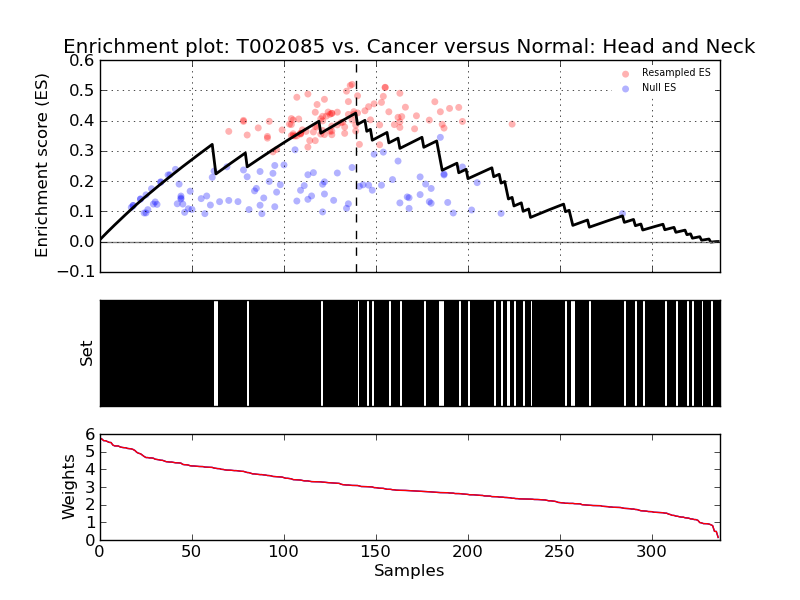 Enrichment plot: T002085 vs. Cancer versus Normal: Head and Neck
0.6
0.5
0.4
0.3
0.2
0.1
0.0
−0.1
Enrichment score (ES)
Resampled ES
Null ES
Set
6
5
4
3
2
1
0
Weights
0 50 100 150 200 250 300
Samples